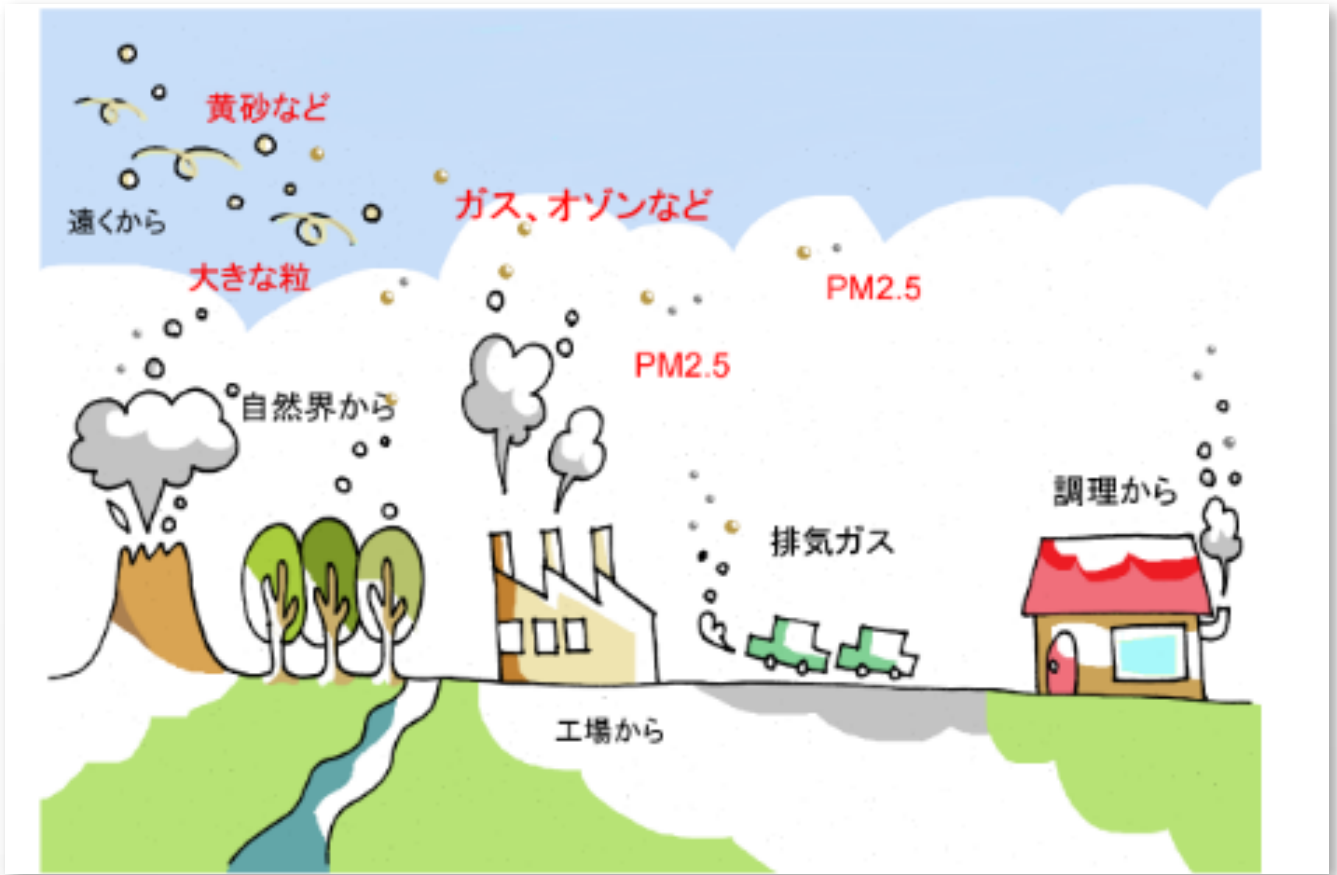 黄砂など
遠くから
ガス、オゾンなど
大きな粒
PM2.5
PM2.5
自然界から
調理から
排気ガス
工場から